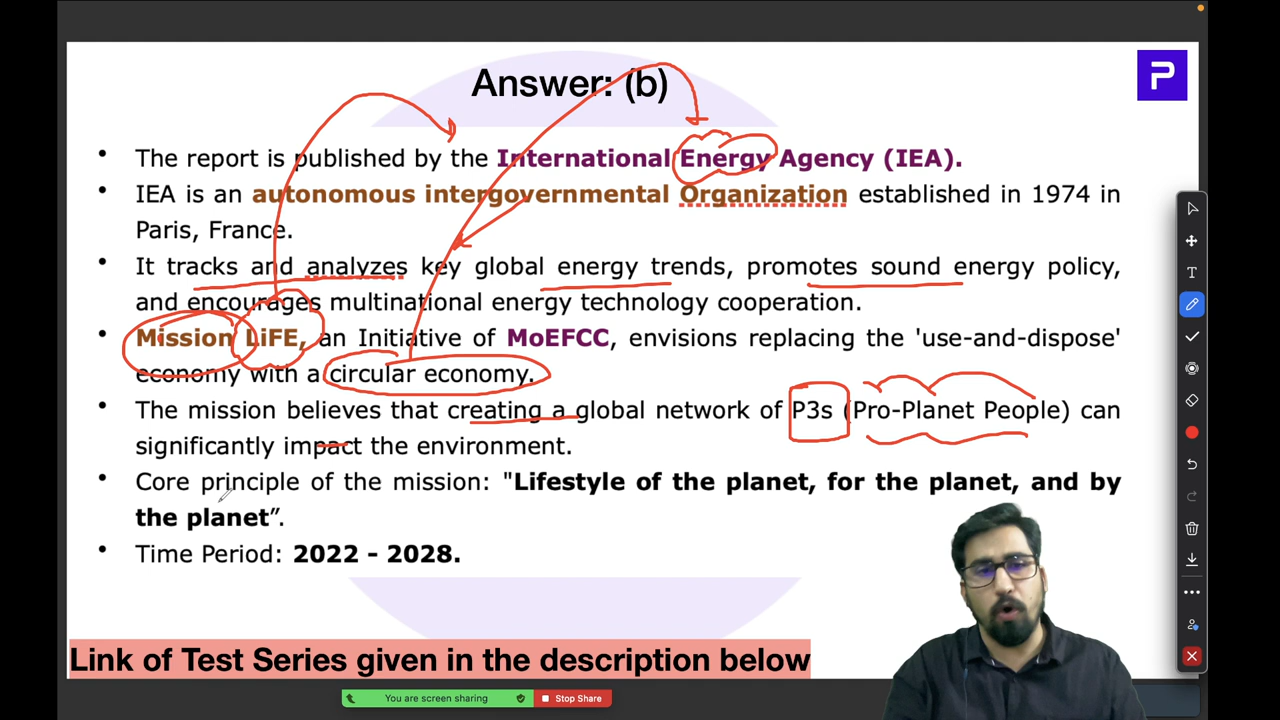 Answer: (b)
P
• The report is published by the International Energy Agency (IEA).
• IEA is an autonomous intergovernmental Organization established in 1974 in
Paris, France.
• It tracks and analyzes key global energy trends, promotes sound energy policy,
and encourages multinational energy technology cooperation.
• Mission LiFE, an Initiative of MoEFCC, envisions replacing the 'use-and-dispose'
economy with a circular economy.
• The mission believes that creating a global network of P3s (Pro-Planet People) can
significantly impact the environment.
• Core principle of the mission: "Lifestyle of the planet, for the planet, and by
the planet”.
• Time Period: 2022 - 2028.
Link of Test Series given in the description below
You are screen sharing
Stop Share
T